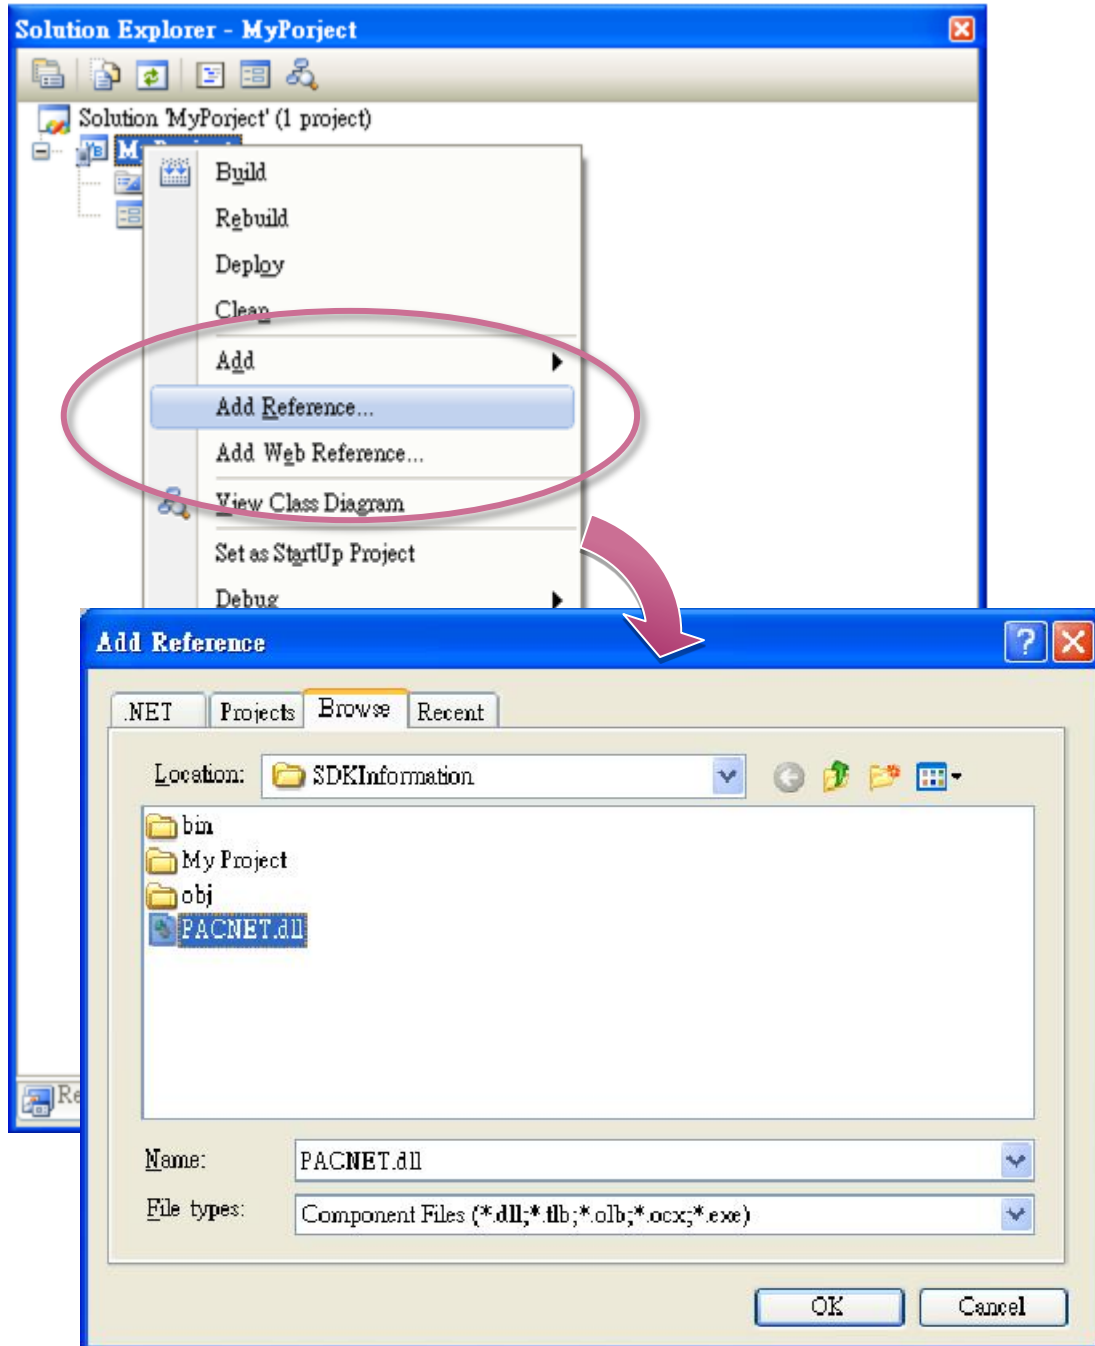 Solution Explorer - MyPorject
Solution 'MyPorject' (1 project)
Build
Rebuild
Deploy
Clean
Add
Add Reference...
Add Web Reference...
View Class Diagram
Set as StartUp Project
Debug
Add Reference
.NET Projects Browse Recent
Location: SDKInformation
bin
My Project
obj
PACNET.dll
Name: PACNET.dll
File types: Component Files (*.dll;*.tlb;*.olb;*.ocx;*.exe)
OK Cancel